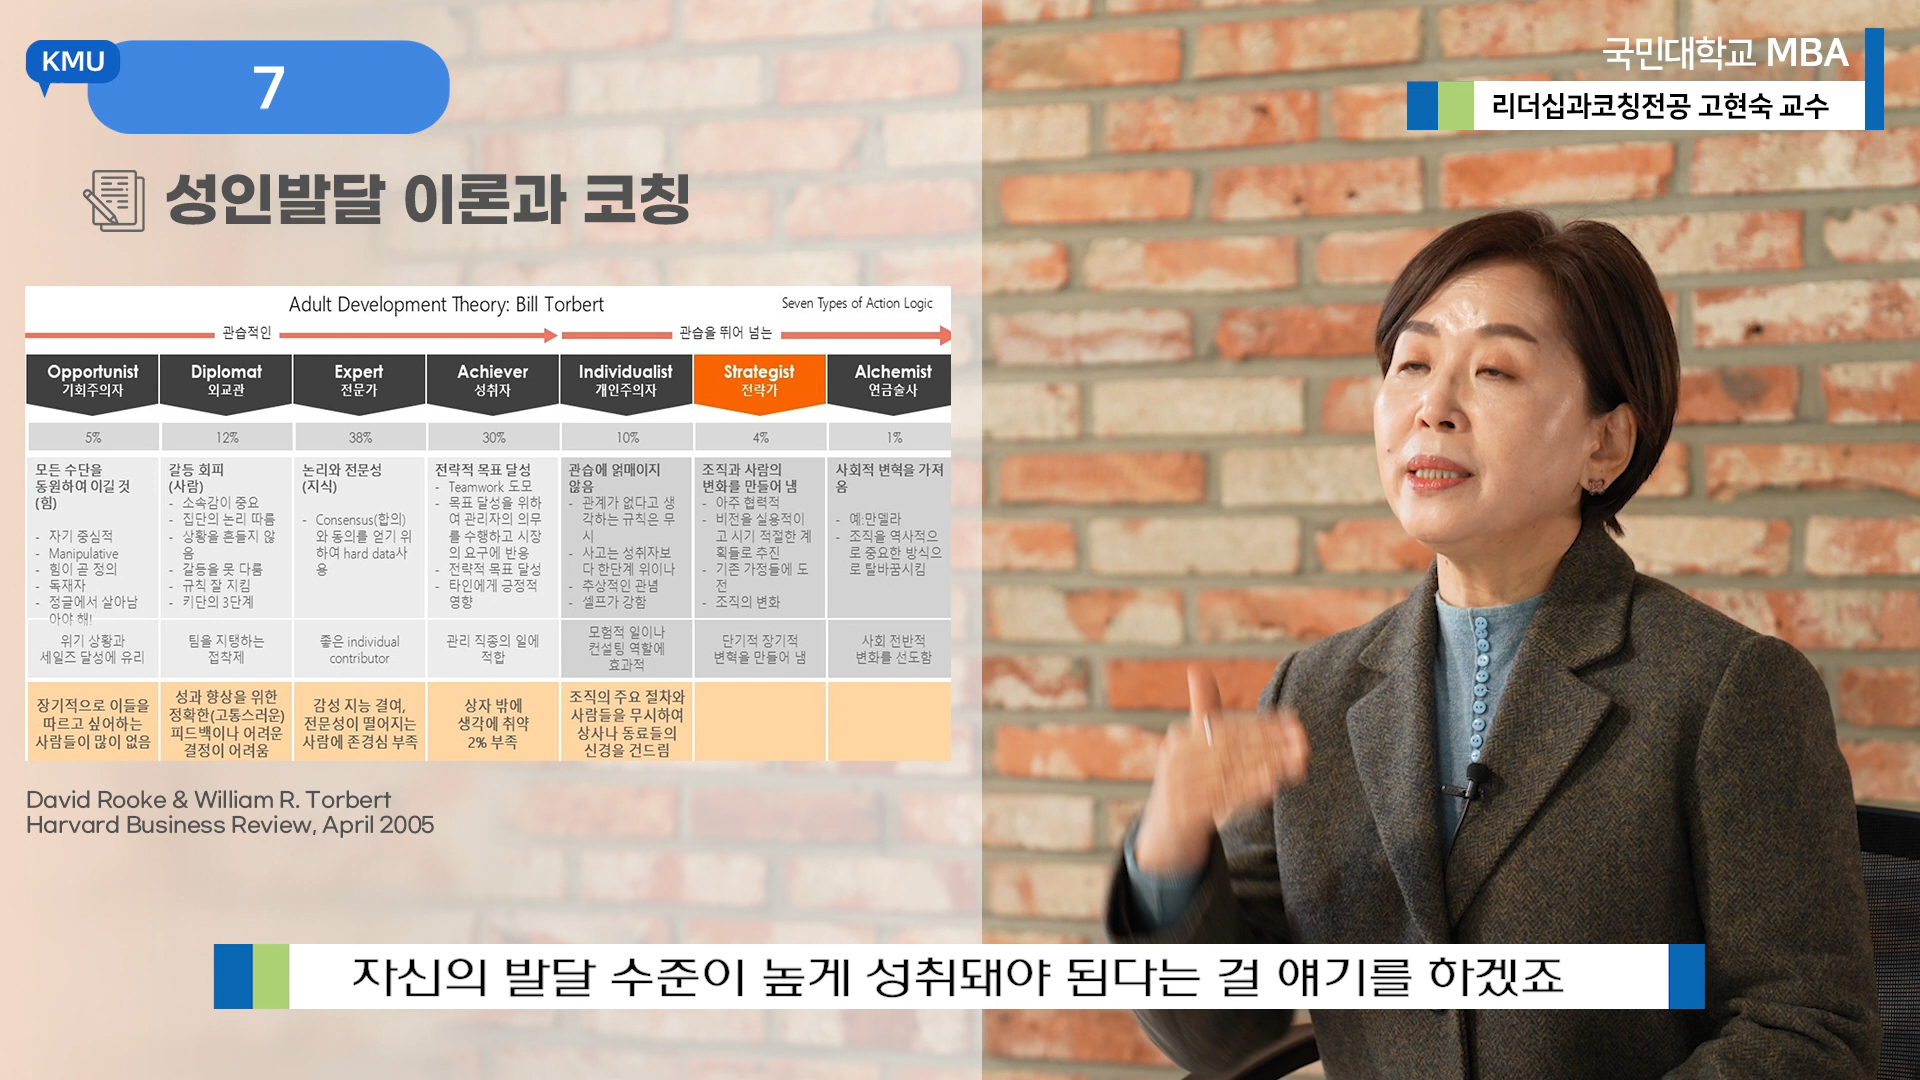 KMU
7
국민대학교 MBA
리더십과코칭전공 고현숙 교수
성인발달 이론과 코칭
Adult Development Theory: Bill Torbert
Seven Types of Action Logic
관습적인
관습을 뛰어 넘는
Opportunist
기회주의자
5%
모든 수단을
동원하여 이길 것
(힘)
- 자기 중심적
- Manipulative
- 힘이 곧 정의
- 독재자
- 정글에서 살아남
아야 해!
위기 상황과
세일즈 달성에 유리
장기적으로 이들을
따르고 싶어하는
사람들이 많이 없음
Diplomat
외교관
12%
갈등 회피
(사람)
- 소속감이 중요
- 집단의 논리 따름
- 상황을 흔들지 않
음
- 갈등을 못 다룸
- 규칙 잘 지킴
- 키단의 3단계
팀을 지탱하는
접착제
성과 향상을 위한
정확한(고통스러운)
피드백이나 어려운
결정이 어려움
Expert
전문가
38%
논리와 전문성
(지식)
- Consensus(합의)
와 동의를 얻기 위
하여 hard data사
용
좋은 individual
contributor
감성 지능 결여,
전문성이 떨어지는
사람에 존경심 부족
Achiever
성취자
30%
전략적 목표 달성
- Teamwork 도모
- 목표 달성을 위하
여 관리자의 의무
를 수행하고 시장
의 요구에 반응
- 전략적 목표 달성
- 타인에게 긍정적
영향
관리 직종의 일에
적합
상자 밖에
생각에 취약
2% 부족
Individualist
개인주의자
10%
관습에 얽매이지
않음
- 관계가 없다고 생
각하는 규칙은 무
시
- 사고는 성취자보
다 한단계 위이나
- 추상적인 관념
- 셀프가 강함
모험적 일이나
컨설팅 역할에
효과적
조직의 주요 절차와
사람들을 무시하여
상사나 동료들의
신경을 건드림
Strategist
전략가
4%
조직과 사람의
변화를 만들어 냄
- 아주 협력적
- 비전을 실용적이
고 시기 적절한 계
획들로 추진
- 기존 가정들에 도
전
- 조직의 변화
단기적 장기적
변혁을 만들어 냄
Alchemist
연금술사
1%
사회적 변혁을 가져
옴
- 예:만델라
- 조직을 역사적으
로 중요한 방식으
로 탈바꿈시킴
사회 전반적
변화를 선도함
David Rooke & William R. Torbert
Harvard Business Review, April 2005
자신의 발달 수준이 높게 성취돼야 된다는 걸 얘기를 하겠죠